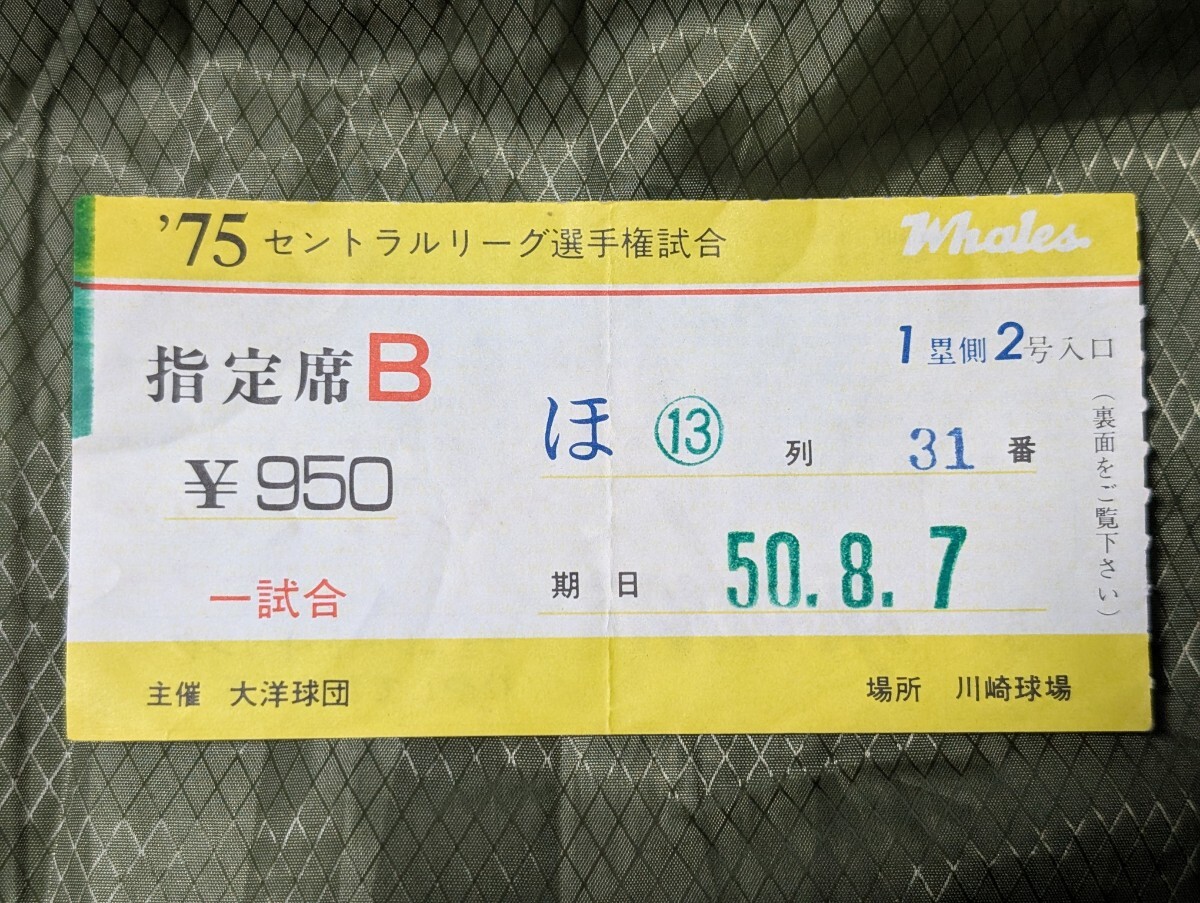 ’75 セントラルリーグ選手権試合 Whales.
指定席B
¥950
一試合
1塁側2号入口
ほ ⑬ 列 31 番
期日 50.8.7
(裏面をご覧下さい)
主催 大洋球団
場所 川崎球場